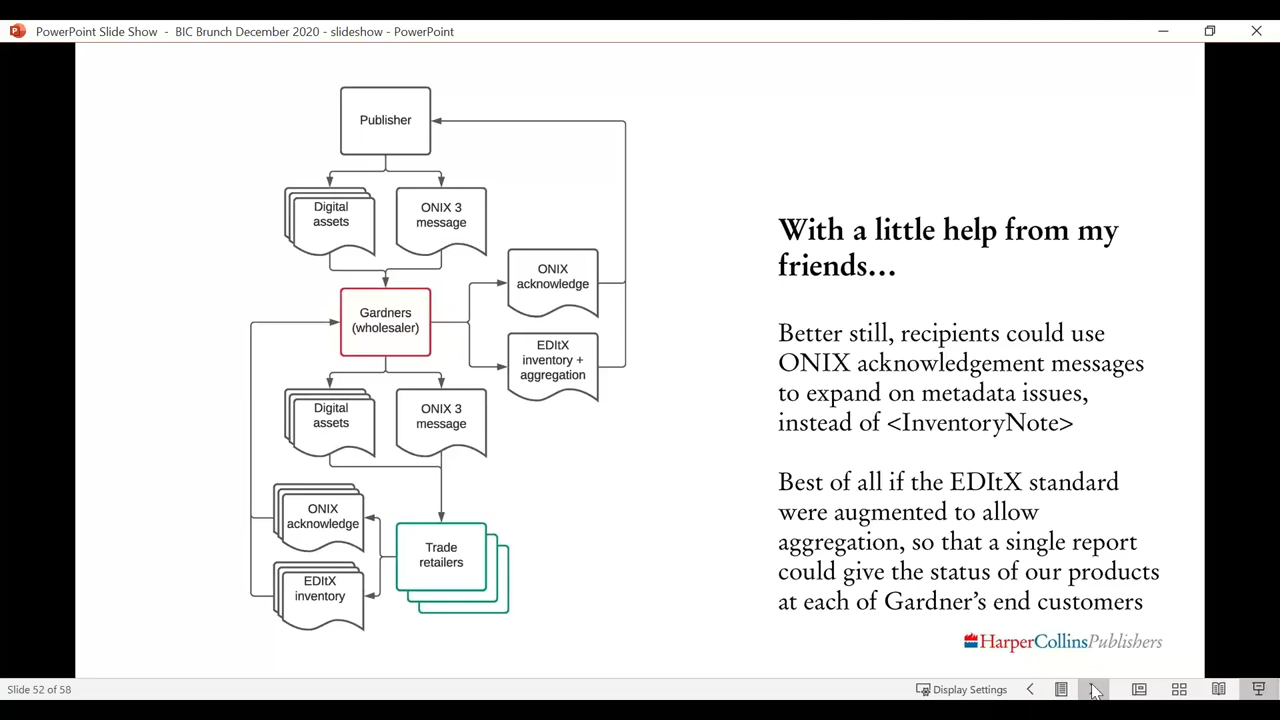 PowerPoint Slide Show - BIC Brunch December 2020 - slideshow - PowerPoint
Publisher
Digital
assets
ONIX 3
message
ONIX
acknowledge
Gardners
(wholesaler)
EDItX
inventory +
aggregation
Digital
assets
ONIX 3
message
ONIX
acknowledge
Trade
retailers
EDItX
inventory
With a little help from my
friends...
Better still, recipients could use
ONIX acknowledgement messages
to expand on metadata issues,
instead of <InventoryNote>
Best of all if the EDItX standard
were augmented to allow
aggregation, so that a single report
could give the status of our products
at each of Gardner's end customers
HarperCollinsPublishers
Slide 52 of 58
Display Settings